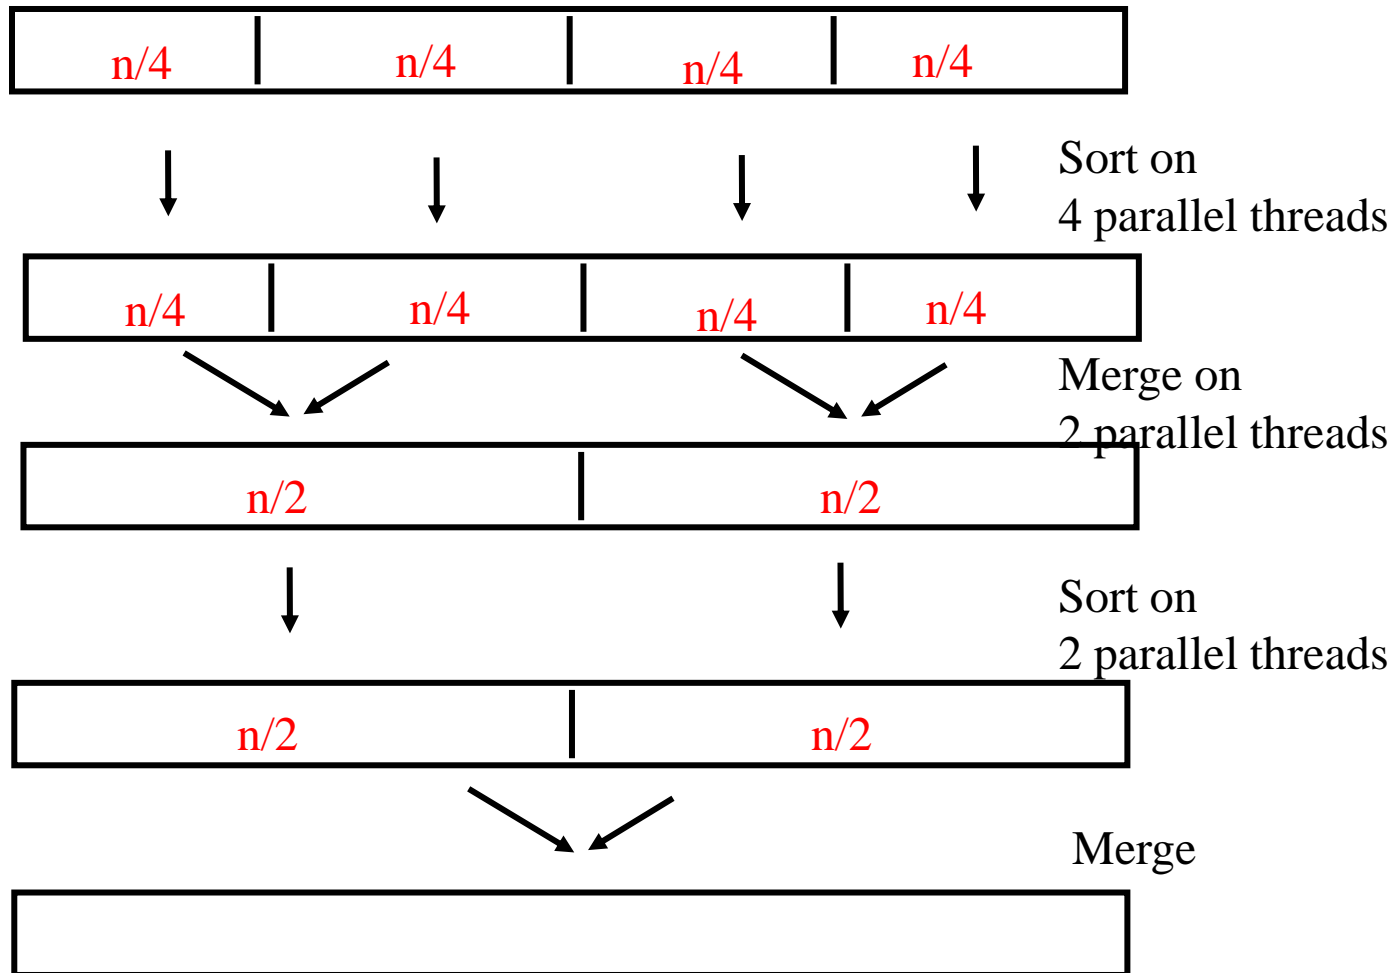 n/4 n/4 n/4 n/4
Sort on
4 parallel threads
n/4 n/4 n/4 n/4
Merge on
2 parallel threads
n/2 n/2
Sort on
2 parallel threads
n/2 n/2
Merge